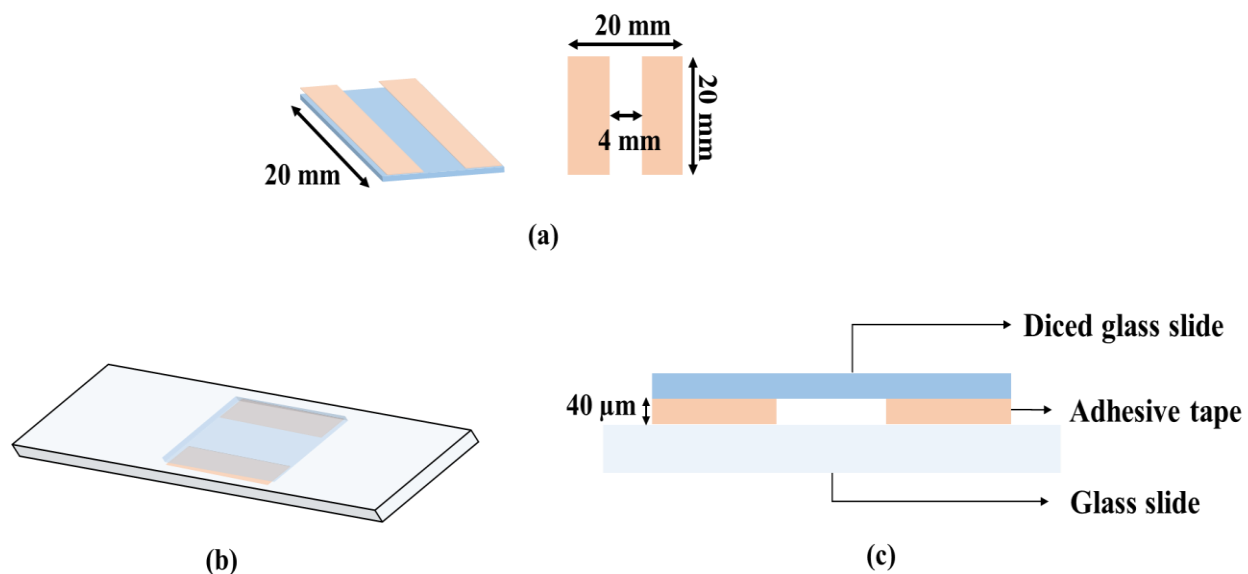 20 mm
20 mm
4 mm
20 mm
(a)
Diced glass slide
40 μm
Adhesive tape
Glass slide
(b)
(c)